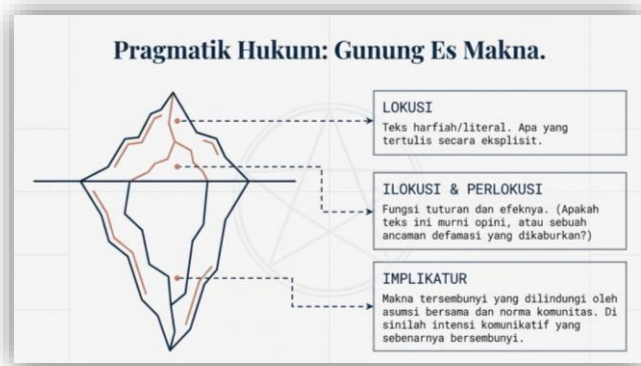 Pragmatik Hukum: Gunung Es Makna.
LOKUSI
Teks harfiah/literal. Apa yang
tertulis secara eksplisit.
ILOKUSI & PERLOKUSI
Fungsi tuturan dan efeknya. (Apakah
teks ini murni opini, atau sebuah
ancaman defamasi yang dikaburkan?)
IMPLIKATUR
Makna tersembunyi yang dilindungi oleh
asumsi bersama dan norma komunitas. Di
sinilah intensi komunikatif yang
sebenarnya bersembunyi.